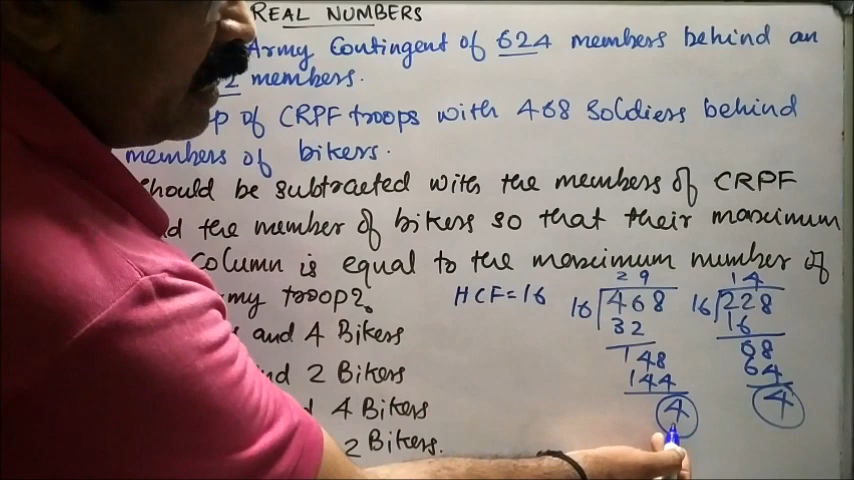 REAL NUMBERS
Army Contingent of 624 members behind an
2 members.
p of CRPF troops with 468 Soldiers behind
members of bikers.
should be subtracted with the members of CRPF
d the member of bikers so that their maximum
Column is equal to the maximum number of
my troop?
and 4 Bikers
nd 2 Bikers
d 4 Bikers
2 Bikers.
HCF=16
29
16 468
32
148
144
4
14
16 228
16
68
64
4